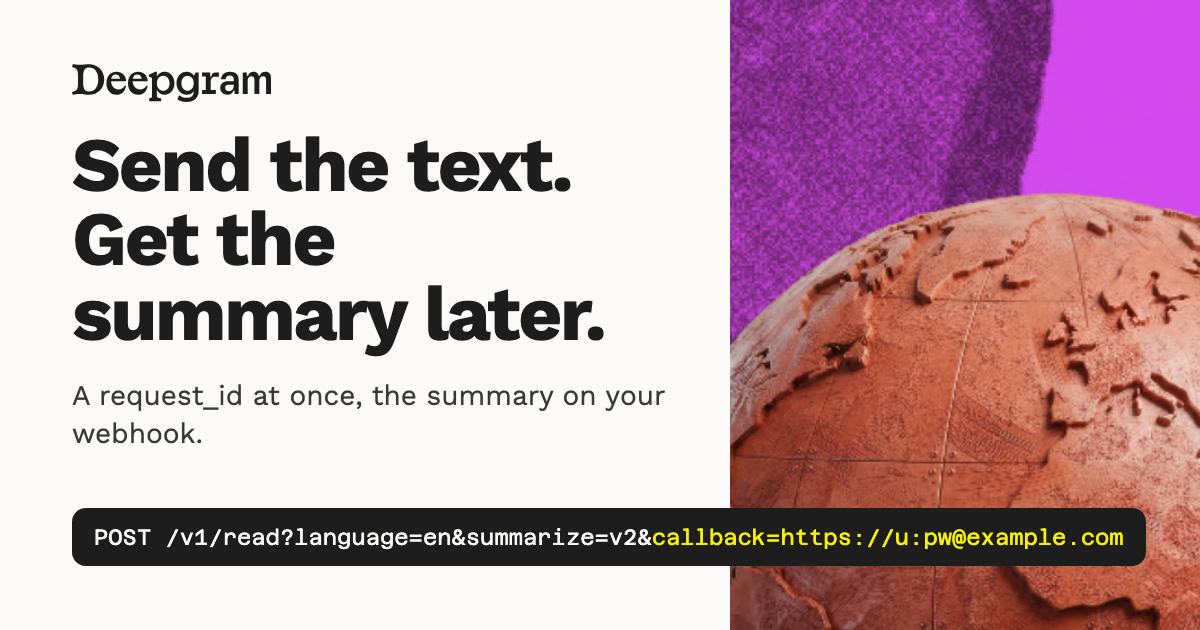 Deepgram
Send the text.
Get the
summary later.
A request_id at once, the summary on your
webhook.
POST /v1/read?language=en&summarize=v2&callback=https://u:pw@example.com